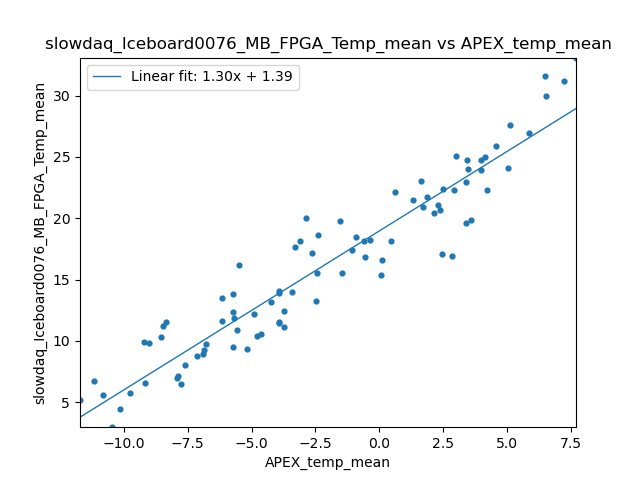 slowdaq_Iceboard0076_MB_FPGA_Temp_mean vs APEX_temp_mean
Linear fit: 1.30x + 1.39
slowdaq_Iceboard0076_MB_FPGA_Temp_mean
30
25
20
15
10
5
−10.0 −7.5 −5.0 −2.5 0.0 2.5 5.0 7.5
APEX_temp_mean